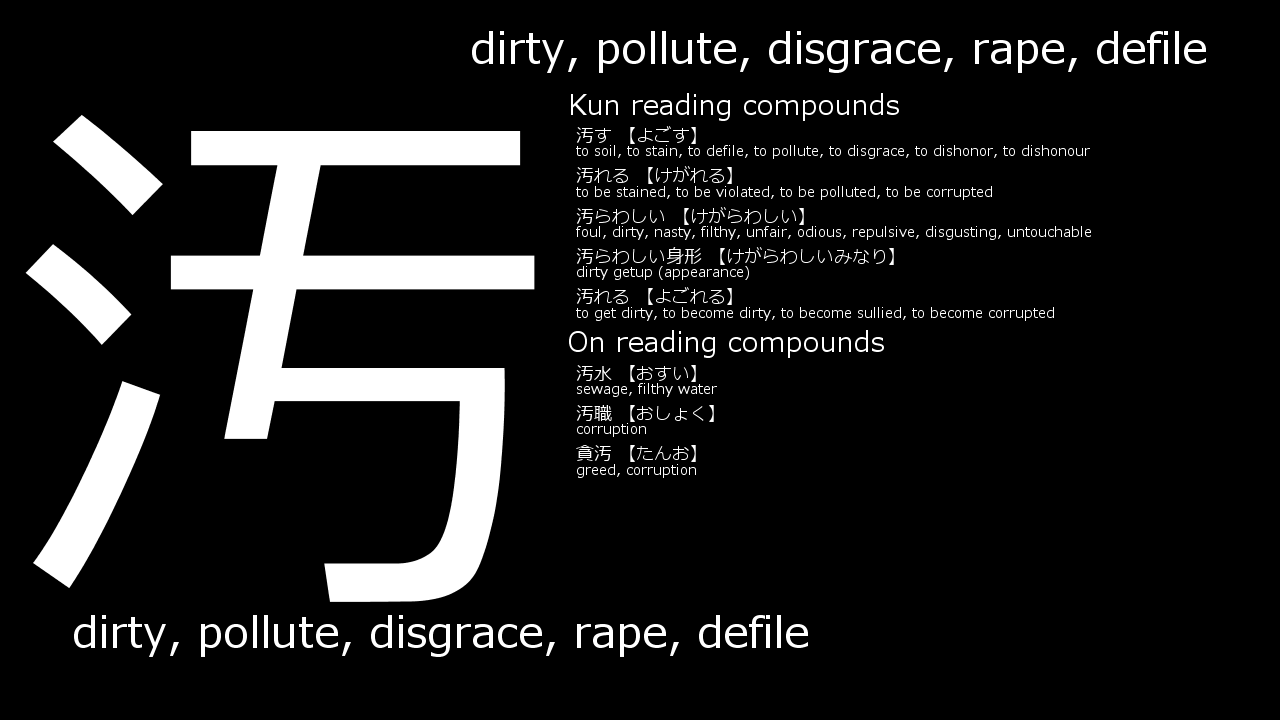 dirty, pollute, disgrace, rape, defile
汚
Kun reading compounds
汚す 【よごす】
to soil, to stain, to defile, to pollute, to disgrace, to dishonor, to dishonour
汚れる 【けがれる】
to be stained, to be violated, to be polluted, to be corrupted
汚らわしい 【けがらわしい】
foul, dirty, nasty, filthy, unfair, odious, repulsive, disgusting, untouchable
汚らわしい身形 【けがらわしいみなり】
dirty getup (appearance)
汚れる 【よごれる】
to get dirty, to become dirty, to become sullied, to become corrupted
On reading compounds
汚水 【おすい】
sewage, filthy water
汚職 【おしょく】
corruption
貪汚 【たんお】
greed, corruption
dirty, pollute, disgrace, rape, defile